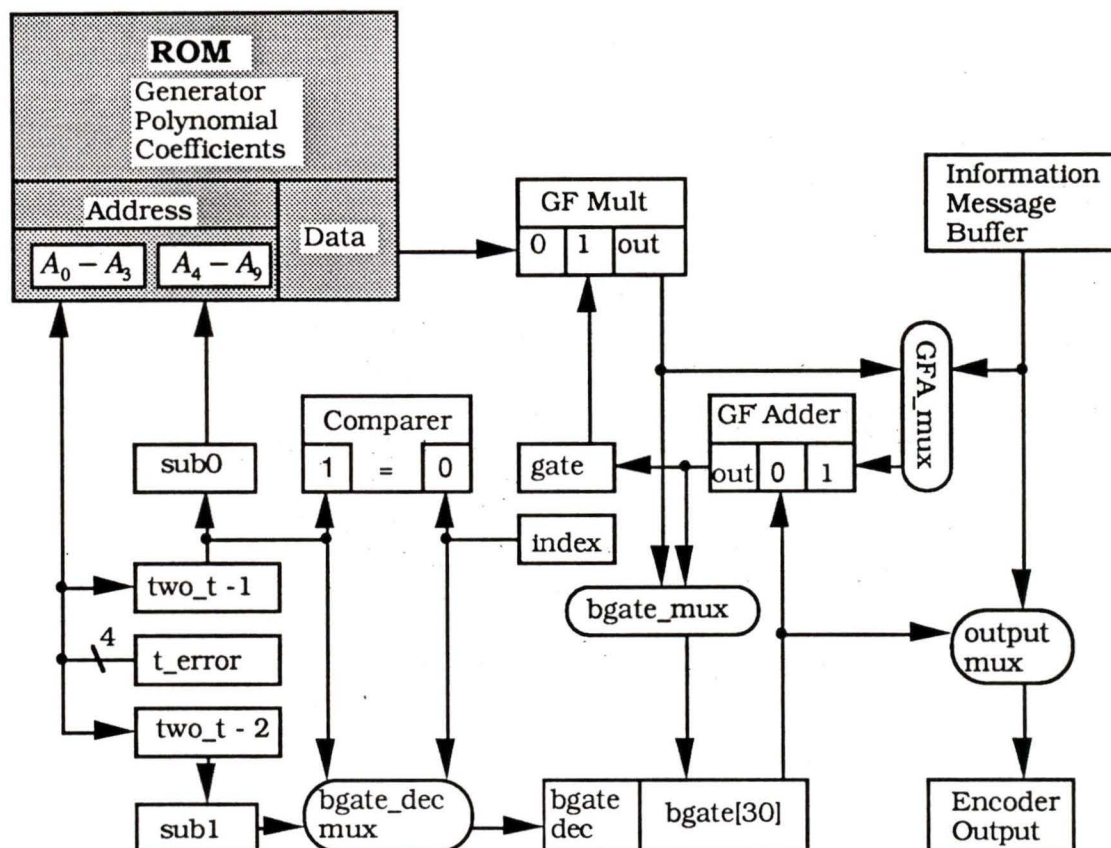 ROM
Generator
Polynomial
Coefficients
Address
Data
A₀ – A₃
A₄ – A₉
GF Mult
0 1 out
Information
Message
Buffer
GFA_mux
Comparer
1 = 0
sub0
gate
GF Adder
out 0 1
index
two_t -1
bgate_mux
4
t_error
output
mux
two_t - 2
sub1
bgate_dec
mux
bgate
dec
bgate[30]
Encoder
Output